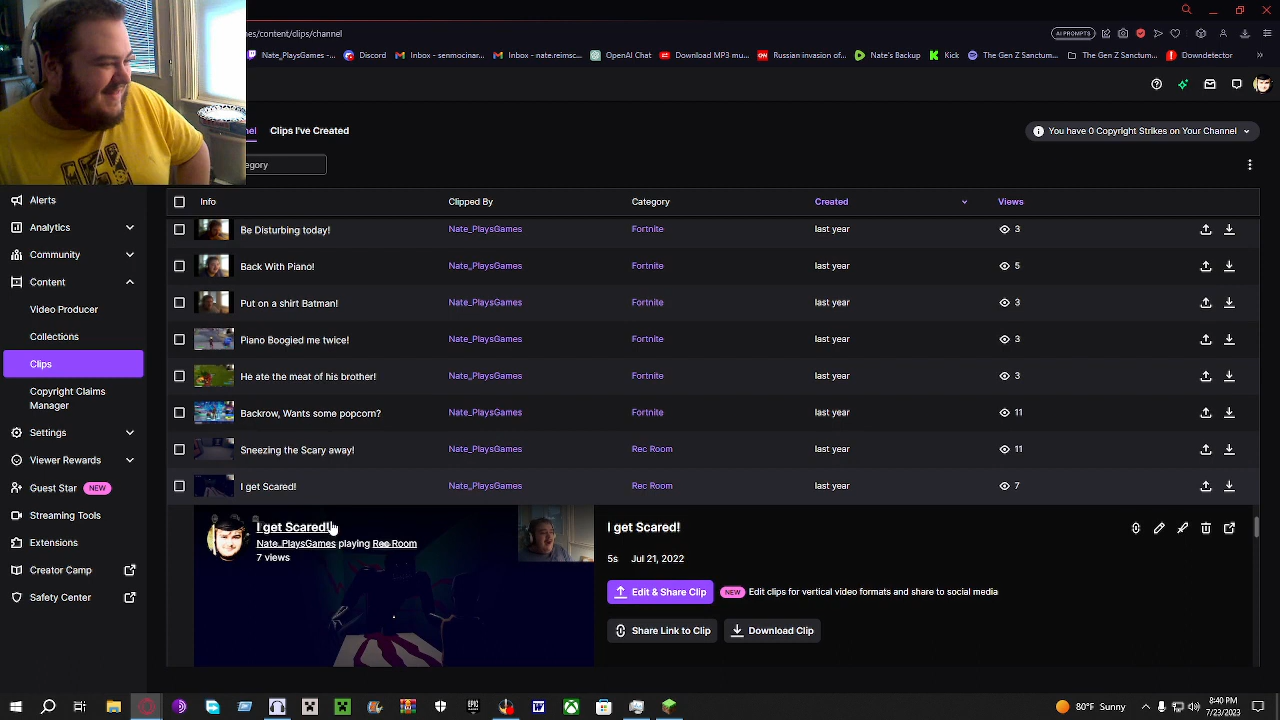 es/content/clips/channel
AI PROMPTS
Nate_PlaysGames -...
Discord
Inbox - senmocinar...
Inbox - nate.reimse...
OpenAI Chat
Download MP3 mu...
Russian invasion of...
Nate's Backup
Kick
The Gen Z Sanctum...
The Gen Z Sanctum...
Downdetector
Clips I've Created
You have 0 Content Strikes on Your Channel
egory
Alerts
Analytics
Community
Content
Video Producer
Collections
Clips
Copyright Claims
Manager
Settings
Viewer Rewards
Guest Star NEW
Streaming Tools
Extensions
Creator Camp
Safety Center
Info Clipped By Category Created Views
Be Disturbing today! Nate_PlaysGames Fortnite last year 3
Back With Piano! Nate_PlaysGames Fortnite last year 5
Put on a shirt Batman! Nate_PlaysGames Fortnite last year 3
Piano Boogied me twice! Nate_PlaysGames Fortnite last year 3
He ate the meat of his brother! Nate_PlaysGames Fortnite last year 3
Backrow, Wants some popcorn? Nate_PlaysGames Fortnite last year 11
Sneezing the Scary away! Nate_PlaysGames Rec Room last year 11
I get Scared! Nate_PlaysGames Rec Room last year 7
I get Scared!
Nate_PlaysGames playing Rec Room
7 views
I get Scared!
5s Jul 21, 2022
Edit & Share Clip NEW Edit clips for vertical video formats and share to social media
Share Link to Clip Download Clip
88°F Sunny
8:40 PM
7/23/2023